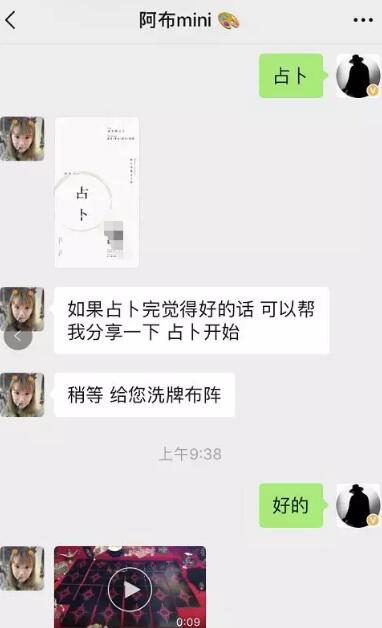 阿布mini
占卜
占
卜
如果占卜完觉得好的话 可以帮
我分享一下 占卜开始
稍等 给您洗牌布阵
上午9:38
好的
0:09